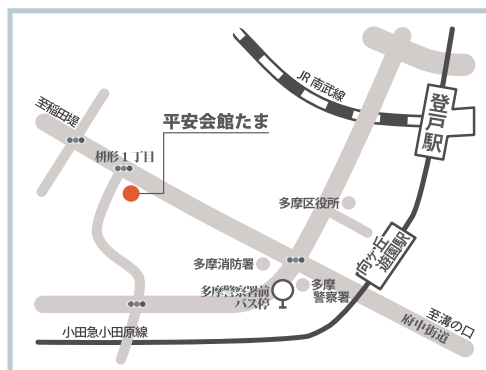 JR 南武線
至稲田堤
登戸駅
平安会館たま
枡形1丁目
多摩区役所
向ヶ丘
遊園駅
多摩消防署
多摩
警察署
多摩警察署前
バス停
至溝の口
府中街道
小田急小田原線